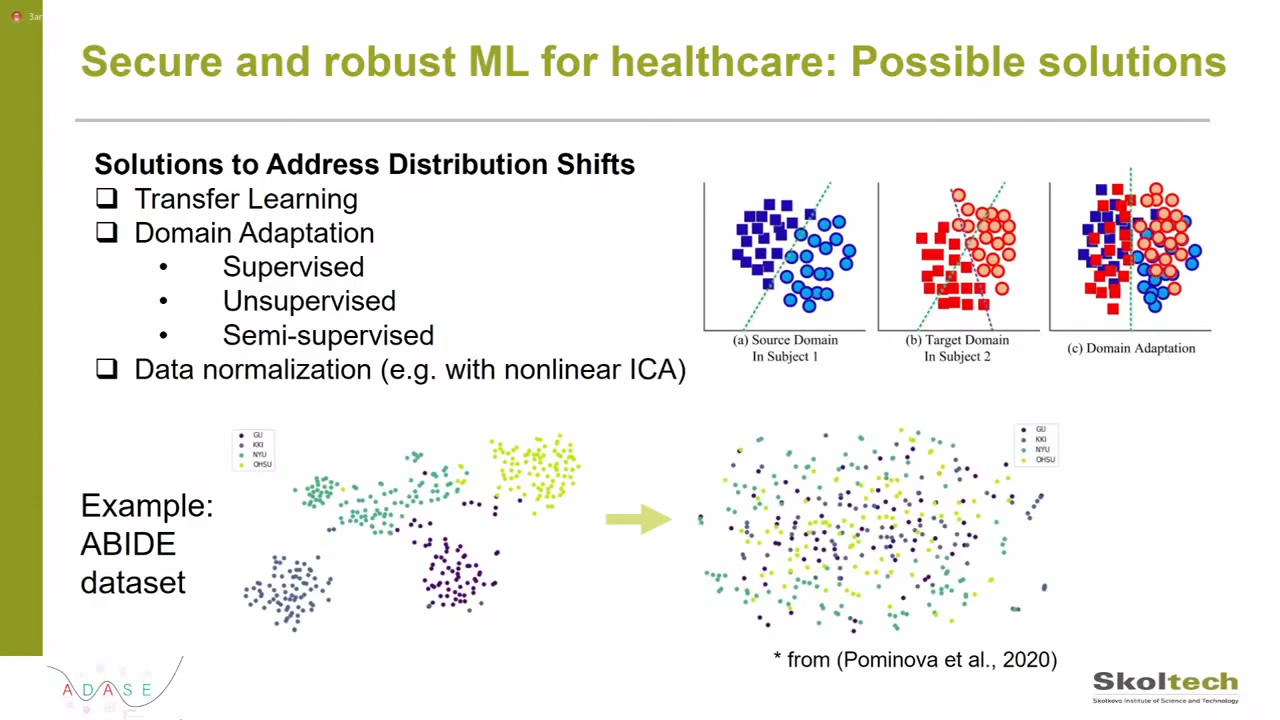 Secure and robust ML for healthcare: Possible solutions
Solutions to Address Distribution Shifts
❑ Transfer Learning
❑ Domain Adaptation
• Supervised
• Unsupervised
• Semi-supervised
❑ Data normalization (e.g. with nonlinear ICA)
(a) Source Domain
In Subject 1
(b) Target Domain
In Subject 2
(c) Domain Adaptation
GU
KKI
NYU
OHSU
GU
KKI
NYU
OHSU
Example:
ABIDE
dataset
* from (Pominova et al., 2020)
ADASE
Skoltech
Skolkovo Institute of Science and Technology